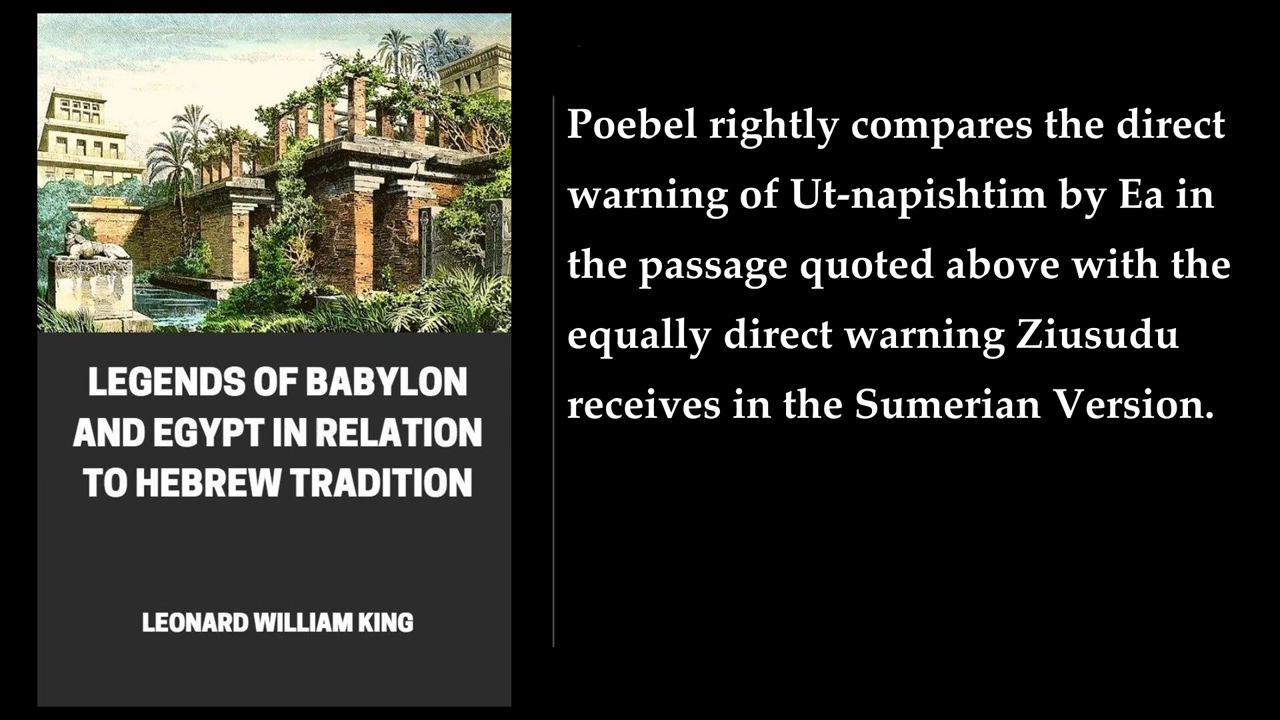 LEGENDS OF BABYLON
AND EGYPT IN RELATION
TO HEBREW TRADITION
LEONARD WILLIAM KING
Poebel rightly compares the direct
warning of Ut-napishtim by Ea in
the passage quoted above with the
equally direct warning Ziusudu
receives in the Sumerian Version.